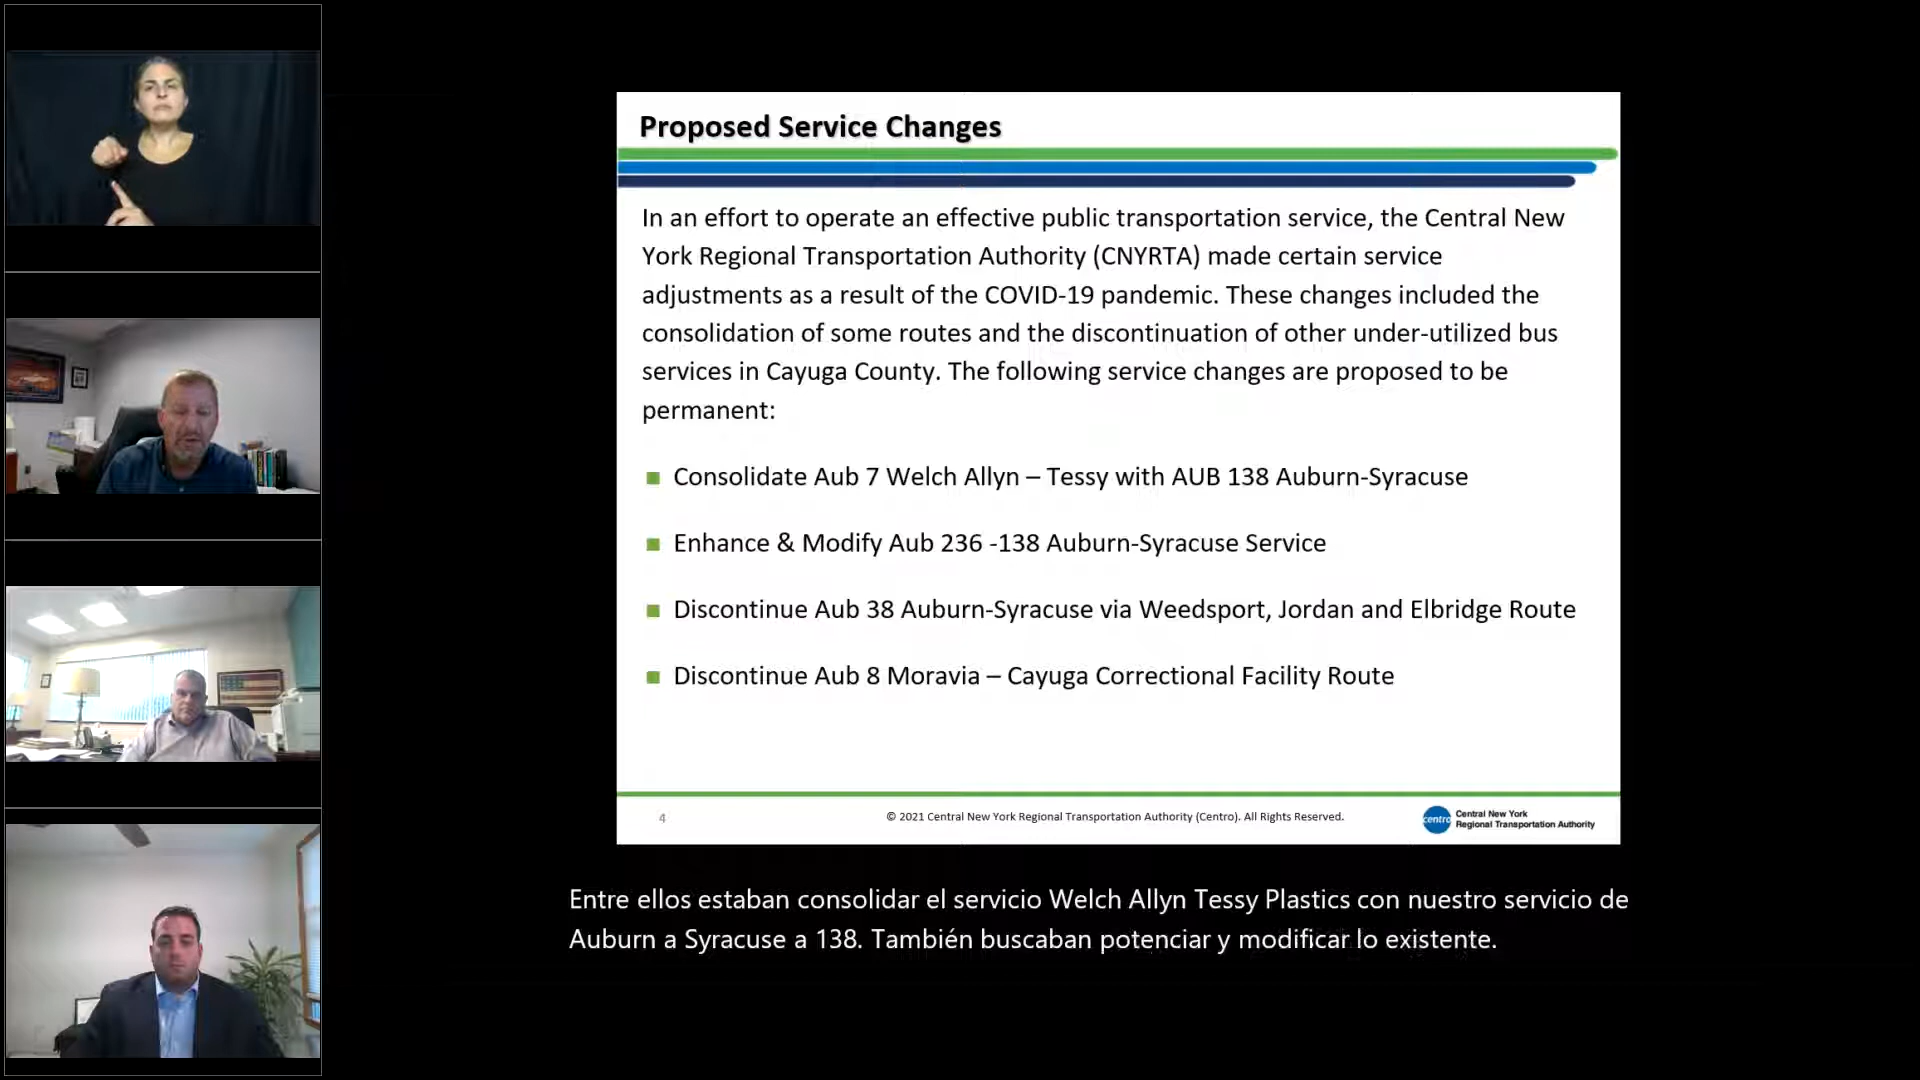 Proposed Service Changes
In an effort to operate an effective public transportation service, the Central New
York Regional Transportation Authority (CNYRTA) made certain service
adjustments as a result of the COVID-19 pandemic. These changes included the
consolidation of some routes and the discontinuation of other under-utilized bus
services in Cayuga County. The following service changes are proposed to be
permanent:
Consolidate Aub 7 Welch Allyn – Tessy with AUB 138 Auburn-Syracuse
Enhance & Modify Aub 236 -138 Auburn-Syracuse Service
Discontinue Aub 38 Auburn-Syracuse via Weedsport, Jordan and Elbridge Route
Discontinue Aub 8 Moravia – Cayuga Correctional Facility Route
4
© 2021 Central New York Regional Transportation Authority (Centro). All Rights Reserved.
centro
Central New York
Regional Transportation Authority
Entre ellos estaban consolidar el servicio Welch Allyn Tessy Plastics con nuestro servicio de
Auburn a Syracuse a 138. También buscaban potenciar y modificar lo existente.